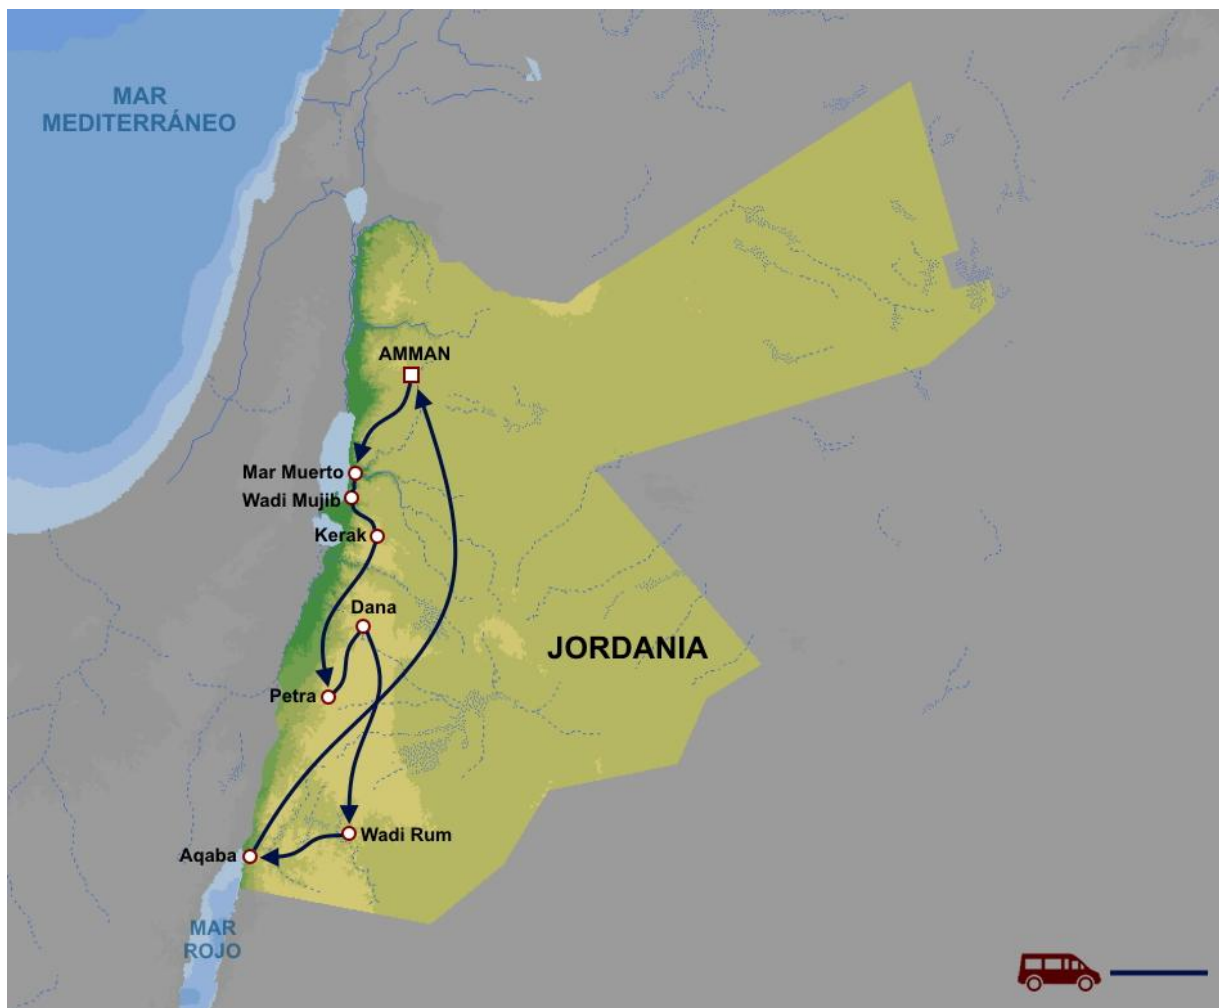 MAR
MEDITERRÁNEO
AMMAN
Mar Muerto
Wadi Mujib
Kerak
Dana
JORDANIA
Petra
Wadi Rum
Aqaba
MAR
ROJO